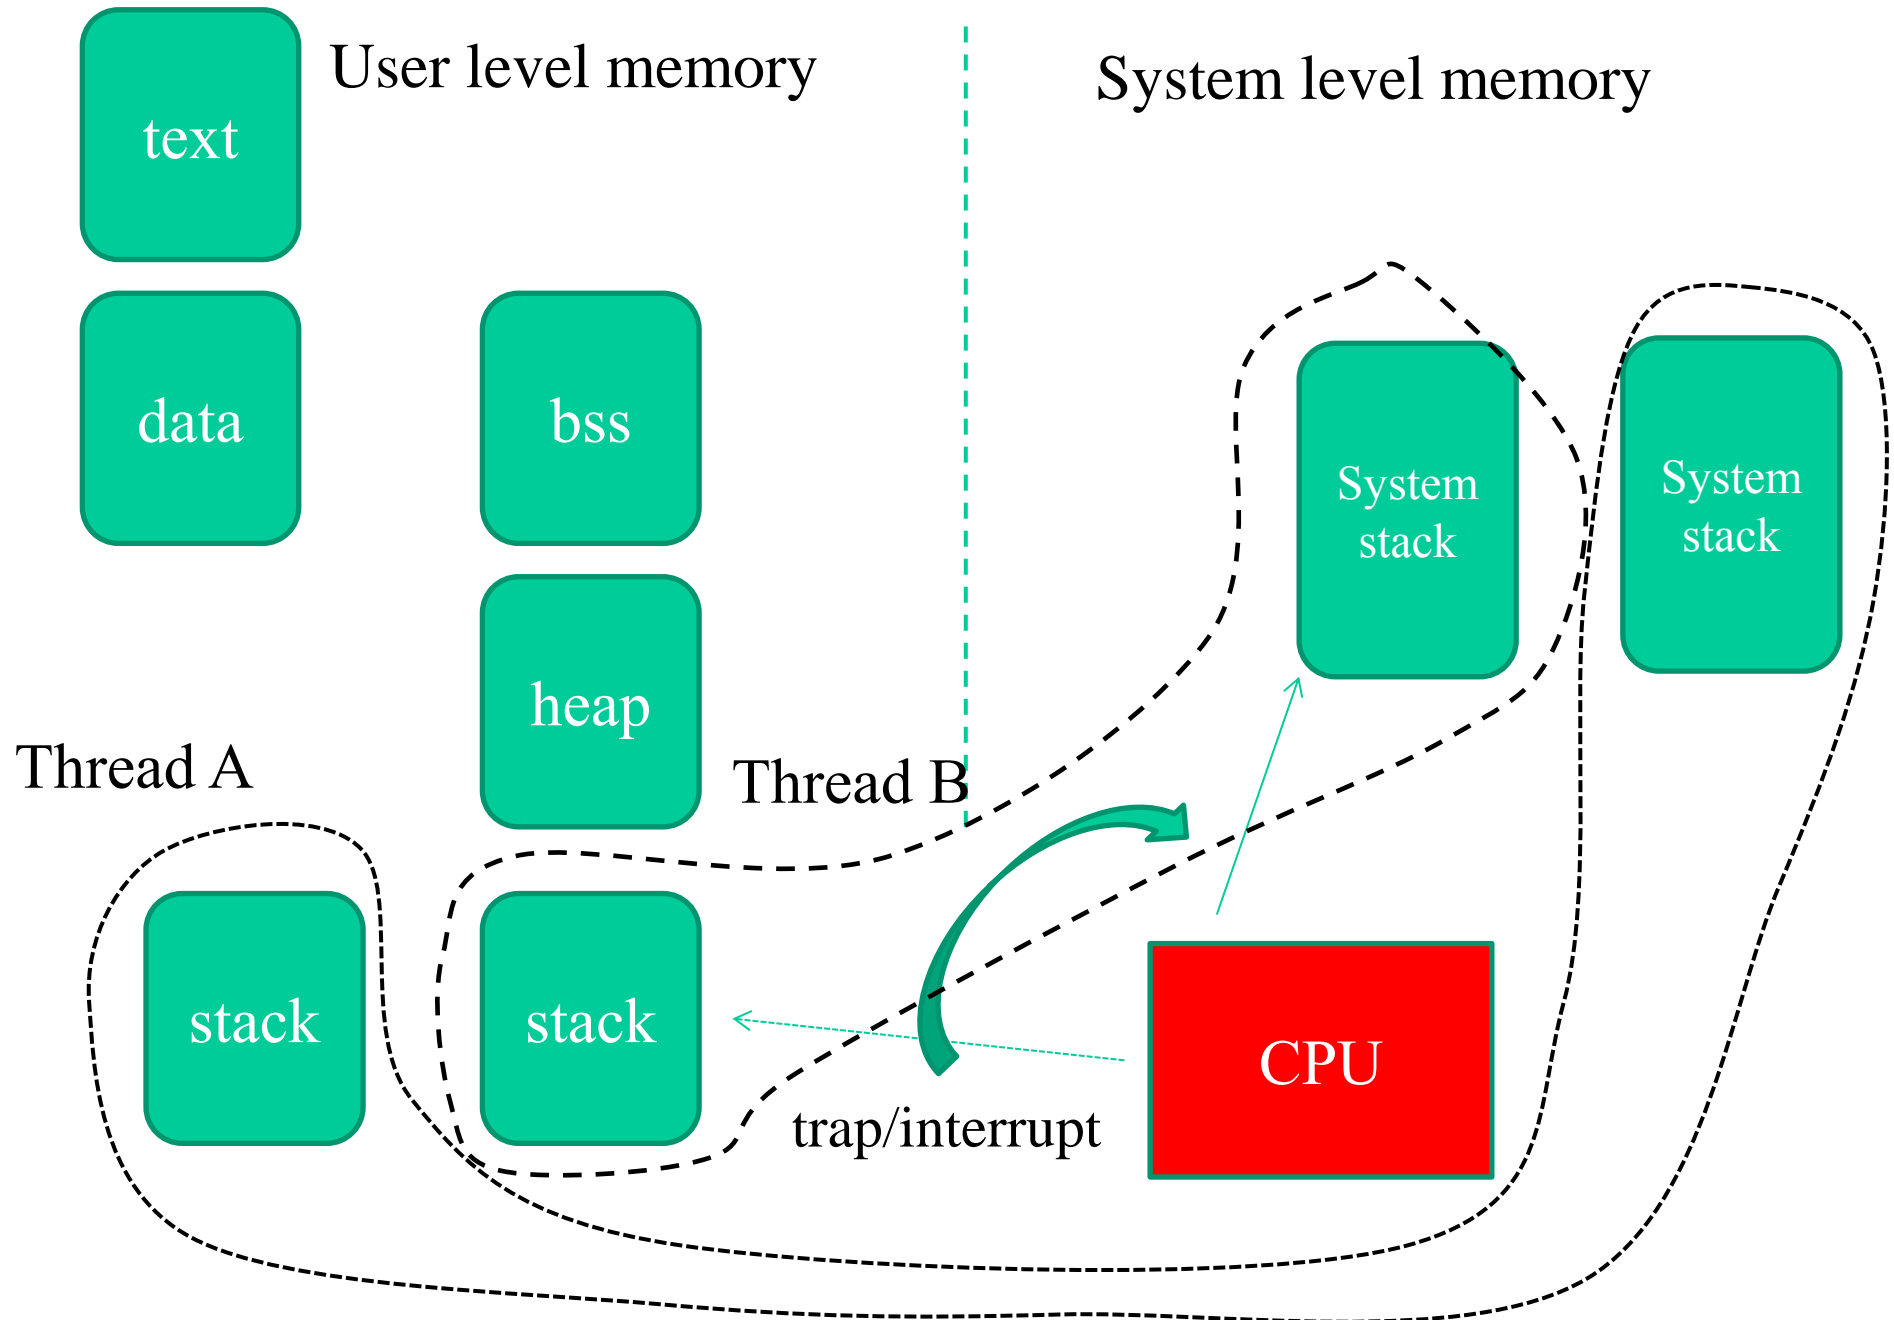 User level memory
System level memory
text
data
bss
System
stack
System
stack
heap
Thread A
Thread B
stack
stack
CPU
trap/interrupt